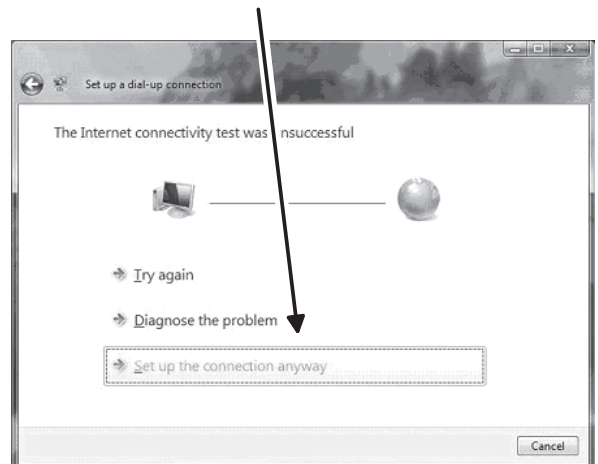 Set up a dial-up connection
The Internet connectivity test was nsuccessful
Try again
Diagnose the problem
Set up the connection anyway
Cancel